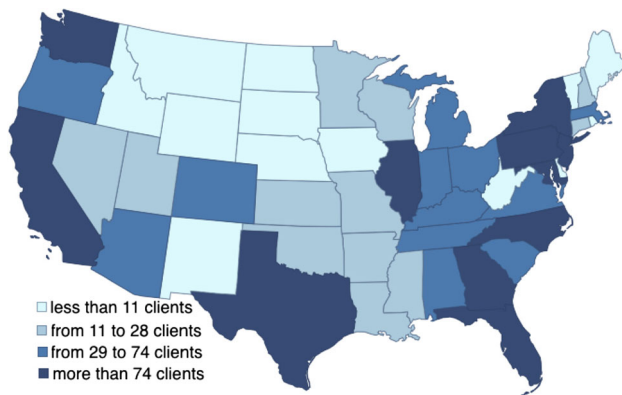 less than 11 clients
from 11 to 28 clients
from 29 to 74 clients
more than 74 clients